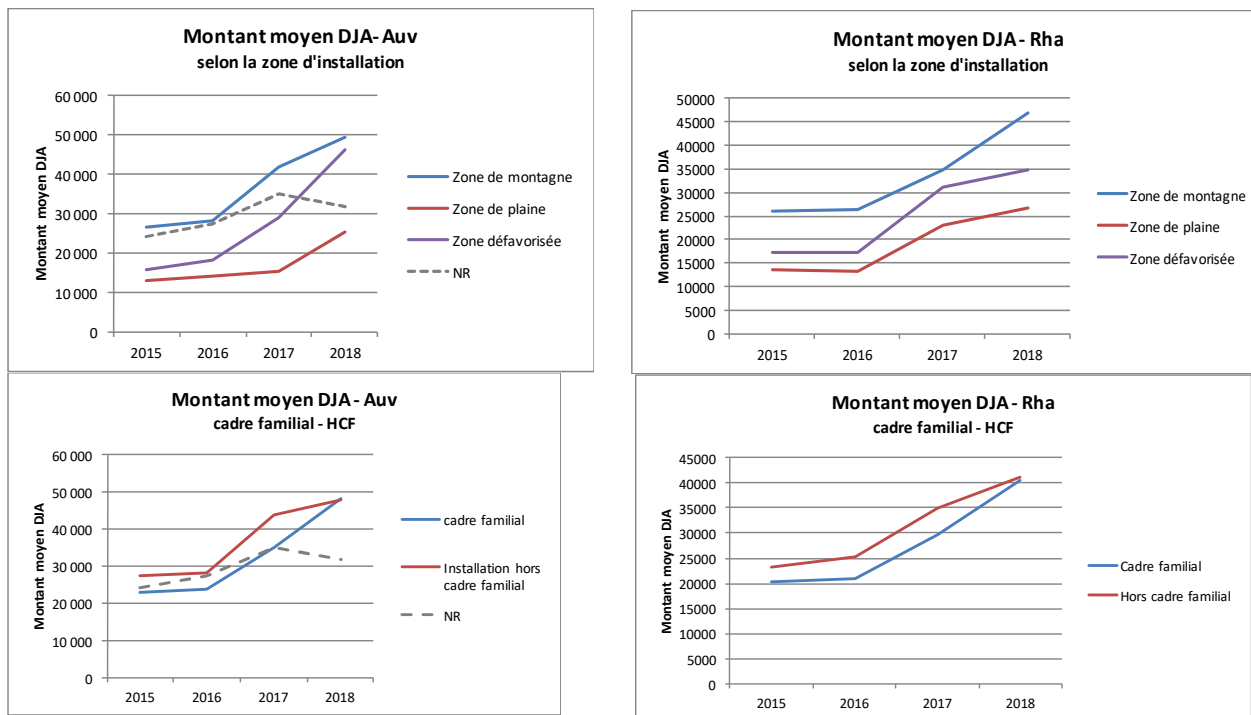 Montant moyen DJA- Auv
selon la zone d'installation
Montant moyen DJA
60 000
50 000
40 000
30 000
20 000
10 000
0
2015
2016
2017
2018
Zone de montagne
Zone de plaine
Zone défavorisée
NR
Montant moyen DJA - Rha
selon la zone d'installation
Montant moyen DJA
50000
45000
40000
35000
30000
25000
20000
15000
10000
5000
0
2015
2016
2017
2018
Zone de montagne
Zone de plaine
Zone défavorisée
Montant moyen DJA - Auv
cadre familial - HCF
Montant moyen DJA
60 000
50 000
40 000
30 000
20 000
10 000
0
2015
2016
2017
2018
cadre familial
Installation hors
cadre familial
NR
Montant moyen DJA - Rha
cadre familial - HCF
Montant moyen DJA
45000
40000
35000
30000
25000
20000
15000
10000
5000
0
2015
2016
2017
2018
Cadre familial
Hors cadre familial